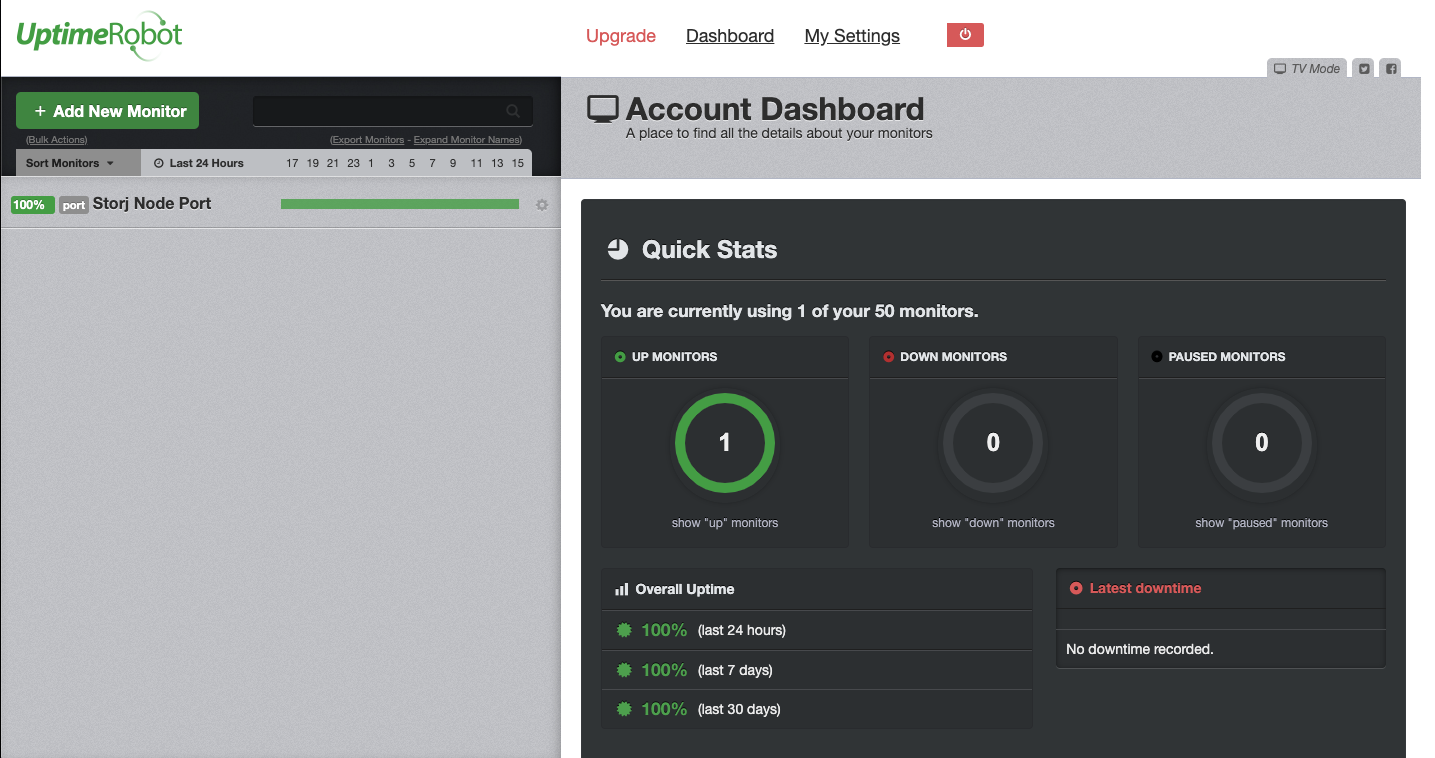 UptimeRobot
Upgrade Dashboard My Settings
TV Mode
+ Add New Monitor
(Bulk Actions)
(Export Monitors - Expand Monitor Names)
Sort Monitors
Last 24 Hours
17 19 21 23 1 3 5 7 9 11 13 15
100% port Storj Node Port
Account Dashboard
A place to find all the details about your monitors
Quick Stats
You are currently using 1 of your 50 monitors.
UP MONITORS
1
show "up" monitors
DOWN MONITORS
0
show "down" monitors
PAUSED MONITORS
0
show "paused" monitors
Overall Uptime
100% (last 24 hours)
100% (last 7 days)
100% (last 30 days)
Latest downtime
No downtime recorded.